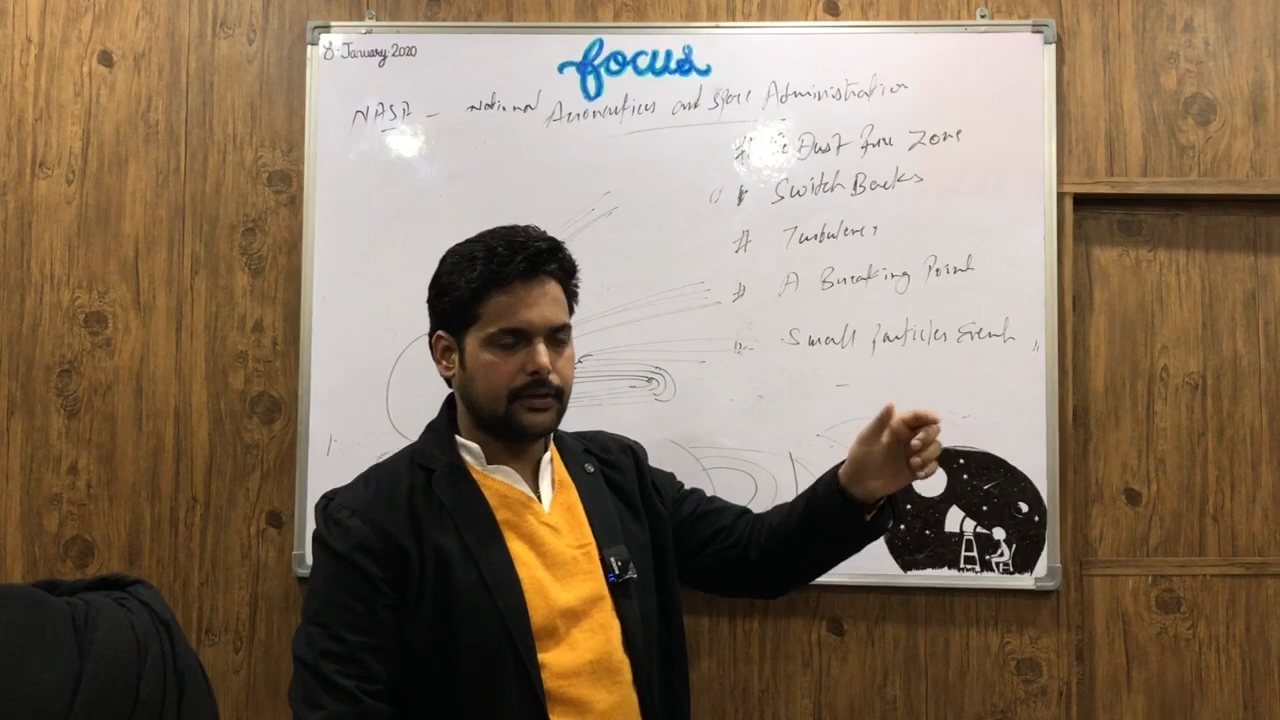 8 - January - 2020
focus
NASA - National Aeronautics and Space Administration
# Dust free Zone
Switch Backs
# Turbulence
# A Breaking Point
Small particles Event